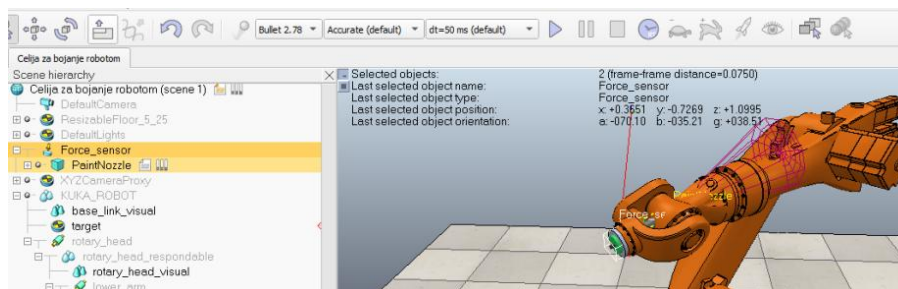 Bullet 2.78 Accurate (default) dt=50 ms (default)
Celija za bojanje robotom
Scene hierarchy
Celija za bojanje robotom (scene 1)
DefaultCamera
ResizableFloor_5_25
DefaultLights
Force_sensor
PaintNozzle
XYZCameraProxy
KUKA_ROBOT
base_link_visual
target
rotary_head
rotary_head_respondable
rotary_head_visual
lower_arm
Selected objects: 2 (frame-frame distance=0.0750)
Last selected object name: Force_sensor
Last selected object type: Force_sensor
Last selected object position: x: +0.3651 y: -0.7269 z: +1.0995
Last selected object orientation: a: -070.10 b: -035.21 g: +038.51